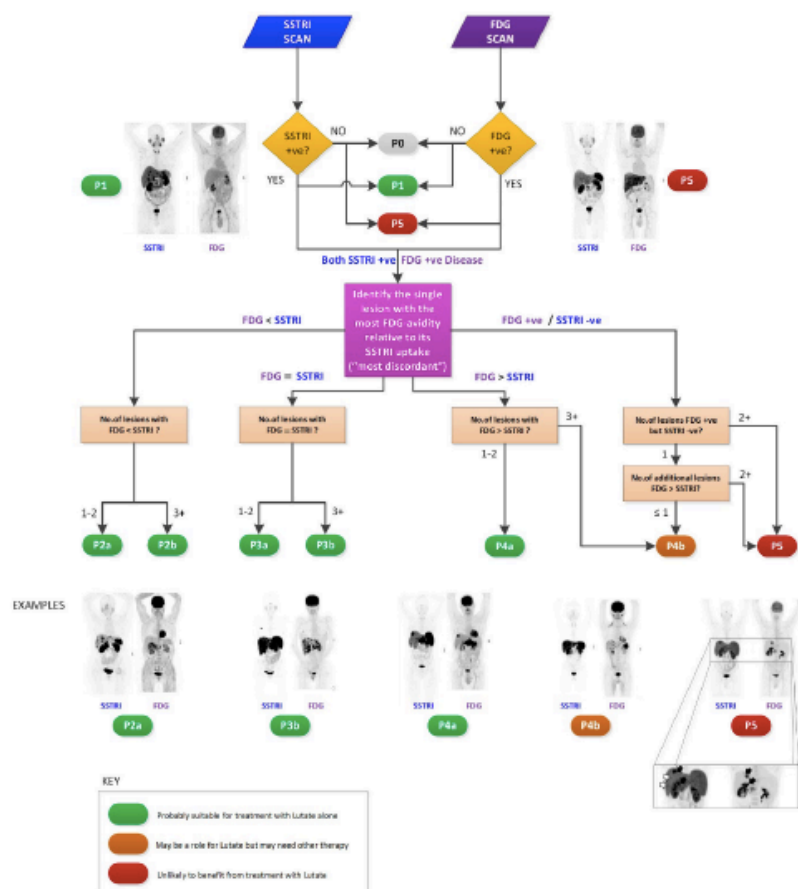 SSTRI
SCAN
FDG
SCAN
SSTRI
+ve?
NO
P0
NO
FDG
+ve?
YES
P1
YES
P5
P1
SSTRI
FDG
SSTRI
FDG
P5
Both SSTRI +ve FDG +ve Disease
Identify the single
lesion with the
most FDG avidity
relative to its
SSTRI uptake
("most discordant")
FDG < SSTRI
FDG = SSTRI
FDG > SSTRI
FDG +ve / SSTRI -ve
No.of lesions with
FDG < SSTRI ?
No.of lesions with
FDG = SSTRI ?
No.of lesions with
FDG > SSTRI ?
3+
No.of lesions FDG +ve
but SSTRI -ve?
2+
1-2
1
No.of additional lesions
FDG > SSTRI?
2+
1-2
3+
1-2
3+
≤ 1
P2a
P2b
P3a
P3b
P4a
P4b
P5
EXAMPLES
SSTRI
FDG
SSTRI
FDG
SSTRI
FDG
SSTRI
FDG
SSTRI
FDG
P2a
P3b
P4a
P4b
P5
KEY
Probably suitable for treatment with Lutate alone
May be a role for Lutate but may need other therapy
Unlikely to benefit from treatment with Lutate